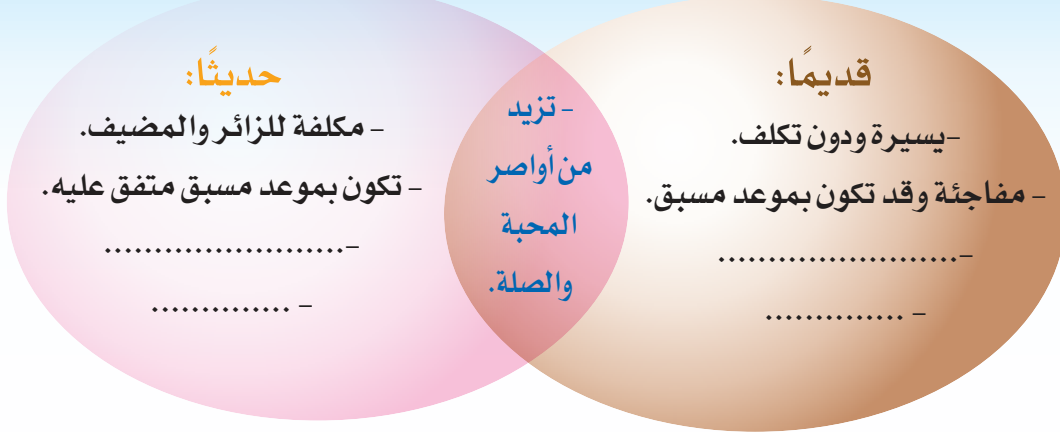 قديمًا:
–يسيرة ودون تكلف.
– مفاجئة وقد تكون بموعد مسبق.
–........................
– ..............
– تزيد
من أواصر
المحبة
والصلة.
حديثًا:
– مكلفة للزائر والمضيف.
– تكون بموعد مسبق متفق عليه.
–........................
– ..............